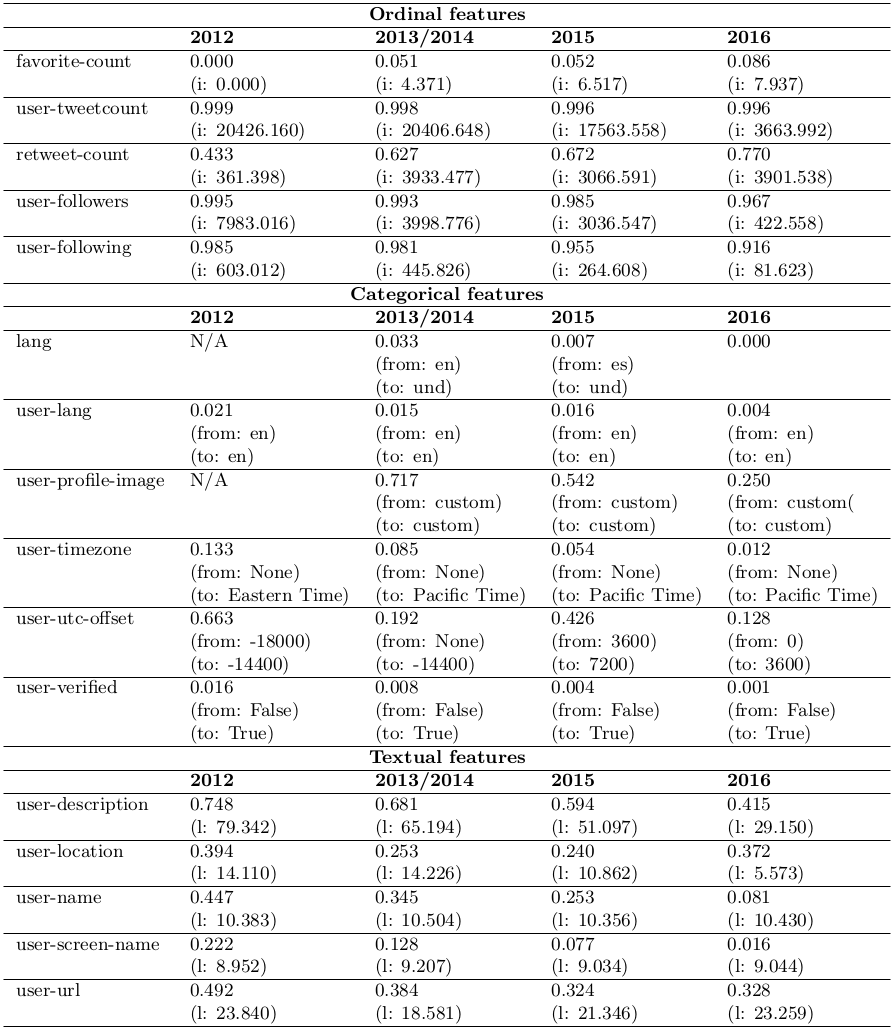 Ordinal features
2012 2013/2014 2015 2016
favorite-count 0.000 0.051 0.052 0.086
(i: 0.000) (i: 4.371) (i: 6.517) (i: 7.937)
user-tweetcount 0.999 0.998 0.996 0.996
(i: 20426.160) (i: 20406.648) (i: 17563.558) (i: 3663.992)
retweet-count 0.433 0.627 0.672 0.770
(i: 361.398) (i: 3933.477) (i: 3066.591) (i: 3901.538)
user-followers 0.995 0.993 0.985 0.967
(i: 7983.016) (i: 3998.776) (i: 3036.547) (i: 422.558)
user-following 0.985 0.981 0.955 0.916
(i: 603.012) (i: 445.826) (i: 264.608) (i: 81.623)
Categorical features
2012 2013/2014 2015 2016
lang N/A 0.033 0.007 0.000
(from: en) (from: es)
(to: und) (to: und)
user-lang 0.021 0.015 0.016 0.004
(from: en) (from: en) (from: en) (from: en)
(to: en) (to: en) (to: en) (to: en)
user-profile-image N/A 0.717 0.542 0.250
(from: custom) (from: custom) (from: custom(
(to: custom) (to: custom) (to: custom)
user-timezone 0.133 0.085 0.054 0.012
(from: None) (from: None) (from: None) (from: None)
(to: Eastern Time) (to: Pacific Time) (to: Pacific Time) (to: Pacific Time)
user-utc-offset 0.663 0.192 0.426 0.128
(from: -18000) (from: None) (from: 3600) (from: 0)
(to: -14400) (to: -14400) (to: 7200) (to: 3600)
user-verified 0.016 0.008 0.004 0.001
(from: False) (from: False) (from: False) (from: False)
(to: True) (to: True) (to: True) (to: True)
Textual features
2012 2013/2014 2015 2016
user-description 0.748 0.681 0.594 0.415
(l: 79.342) (l: 65.194) (l: 51.097) (l: 29.150)
user-location 0.394 0.253 0.240 0.372
(l: 14.110) (l: 14.226) (l: 10.862) (l: 5.573)
user-name 0.447 0.345 0.253 0.081
(l: 10.383) (l: 10.504) (l: 10.356) (l: 10.430)
user-screen-name 0.222 0.128 0.077 0.016
(l: 8.952) (l: 9.207) (l: 9.034) (l: 9.044)
user-url 0.492 0.384 0.324 0.328
(l: 23.840) (l: 18.581) (l: 21.346) (l: 23.259)